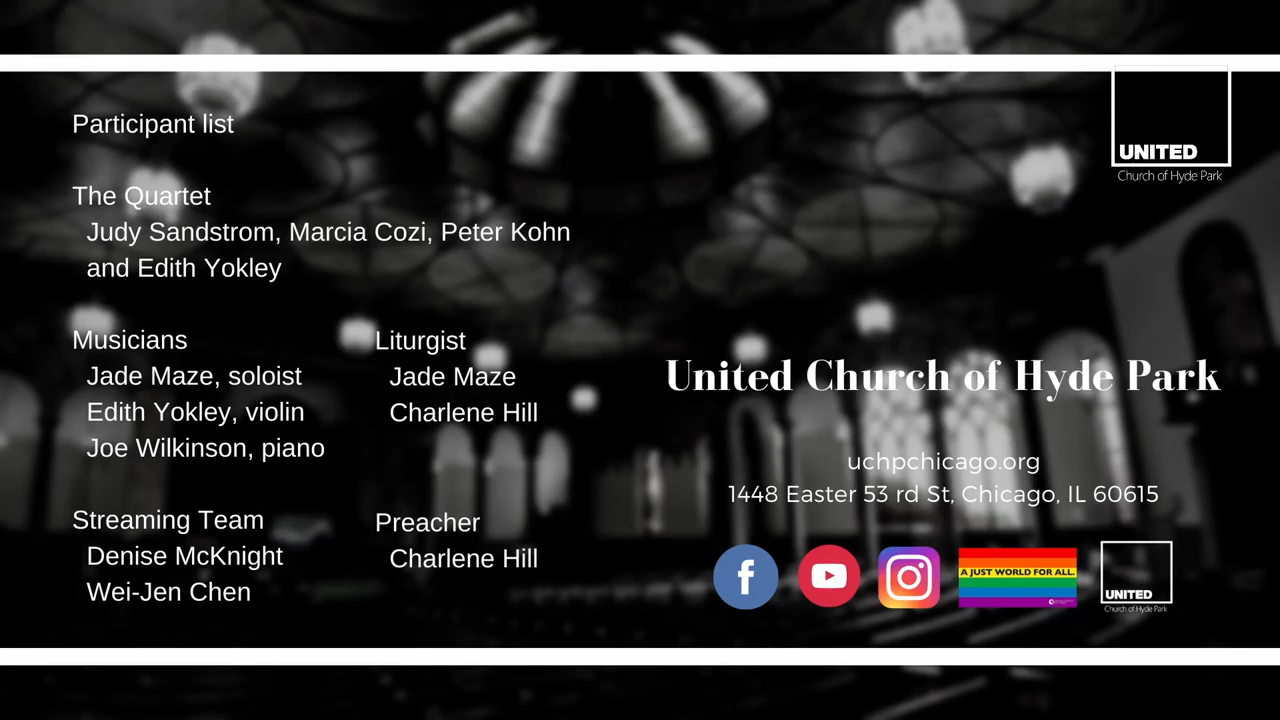 Participant list
The Quartet
Judy Sandstrom, Marcia Cozi, Peter Kohn
and Edith Yokley
Musicians
Jade Maze, soloist
Edith Yokley, violin
Joe Wilkinson, piano
Liturgist
Jade Maze
Charlene Hill
Streaming Team
Denise McKnight
Wei-Jen Chen
Preacher
Charlene Hill
UNITED
Church of Hyde Park
United Church of Hyde Park
uchpchicago.org
1448 Easter 53 rd St, Chicago, IL 60615
A JUST WORLD FOR ALL.
UNITED
Church of Hyde Park